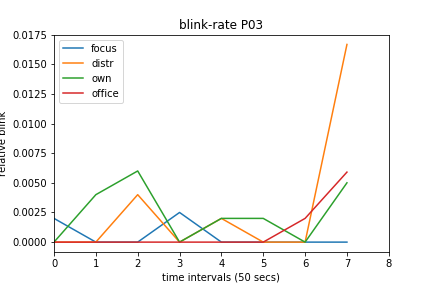 blink-rate P03
0.0175
0.0150
0.0125
0.0100
0.0075
0.0050
0.0025
0.0000
relative blink
focus
distr
own
office
0 1 2 3 4 5 6 7 8
time intervals (50 secs)